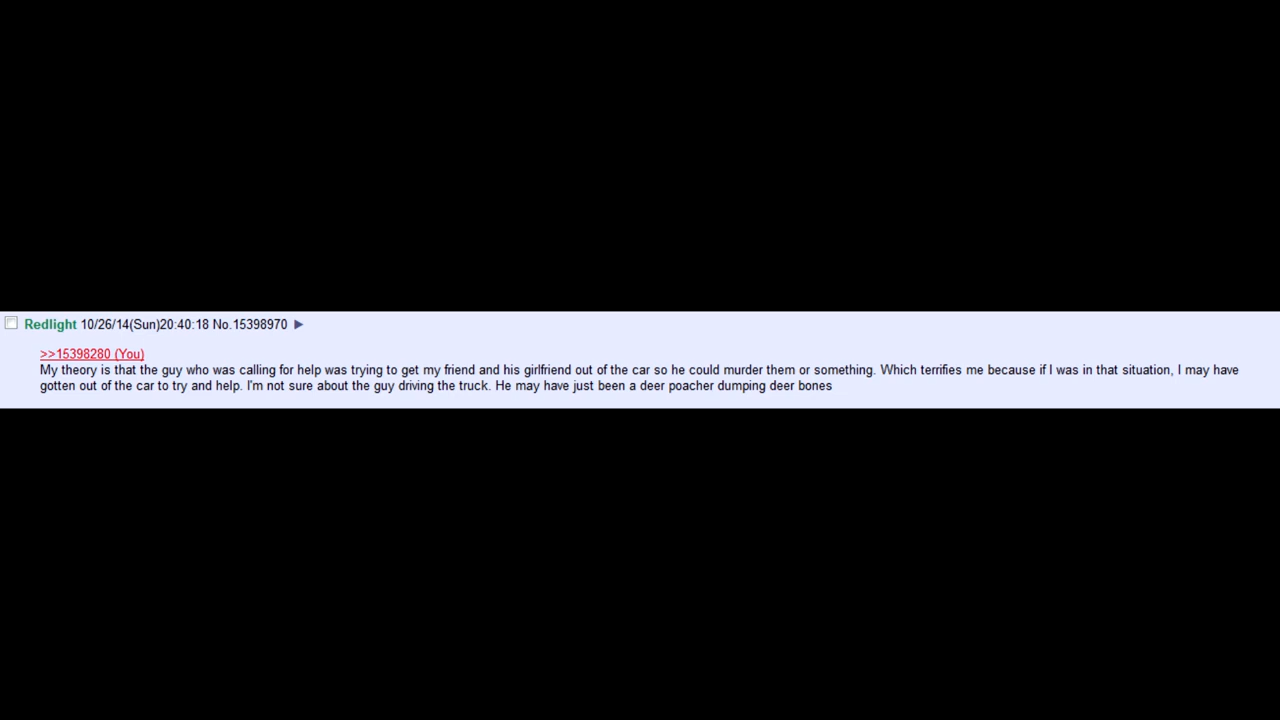 Redlight 10/26/14(Sun)20:40:18 No.15398970 ▶
>>15398280 (You)
My theory is that the guy who was calling for help was trying to get my friend and his girlfriend out of the car so he could murder them or something. Which terrifies me because if I was in that situation, I may have
gotten out of the car to try and help. I'm not sure about the guy driving the truck. He may have just been a deer poacher dumping deer bones